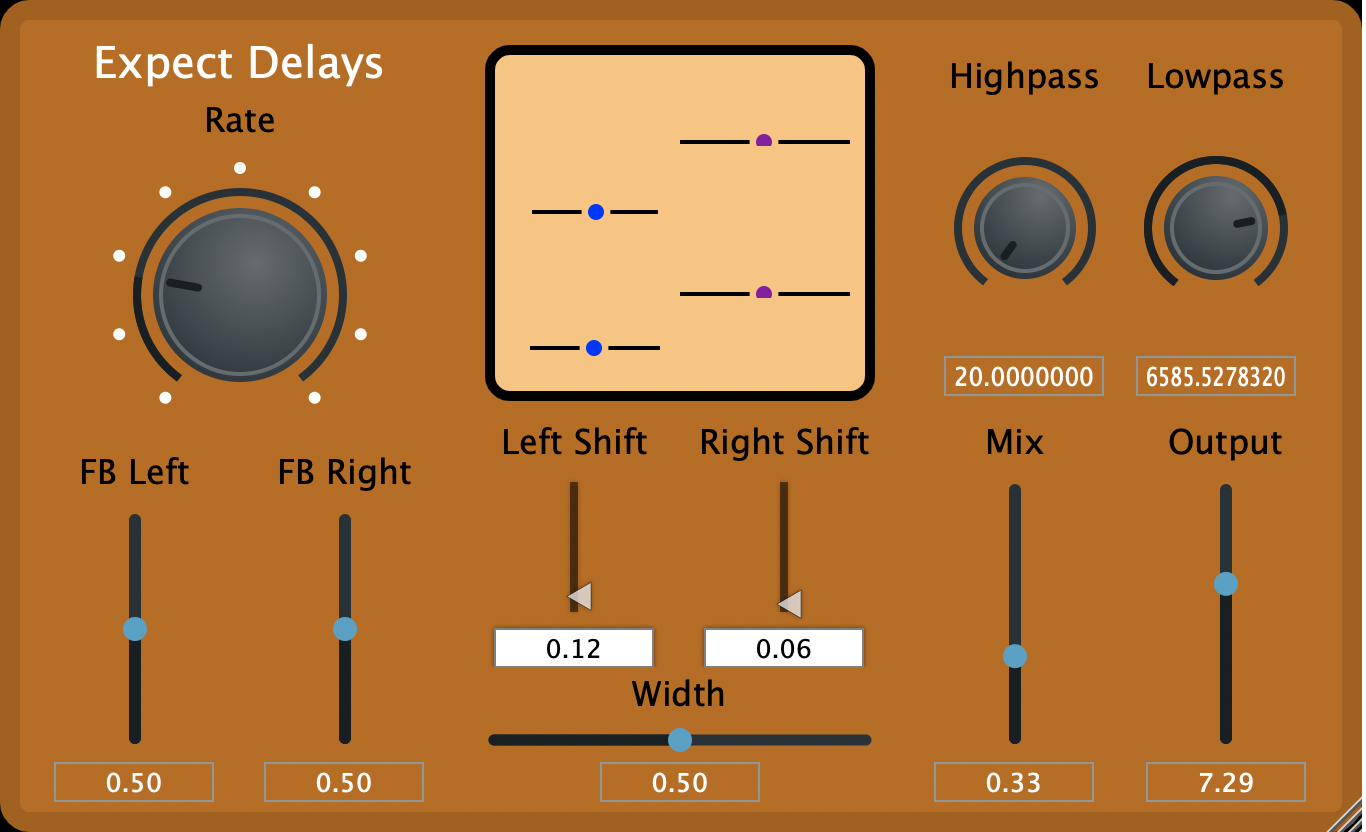 Expect Delays
Rate
Highpass
Lowpass
20.0000000
6585.5278320
FB Left
FB Right
Left Shift
Right Shift
Mix
Output
0.12
0.06
Width
0.50
0.50
0.50
0.33
7.29